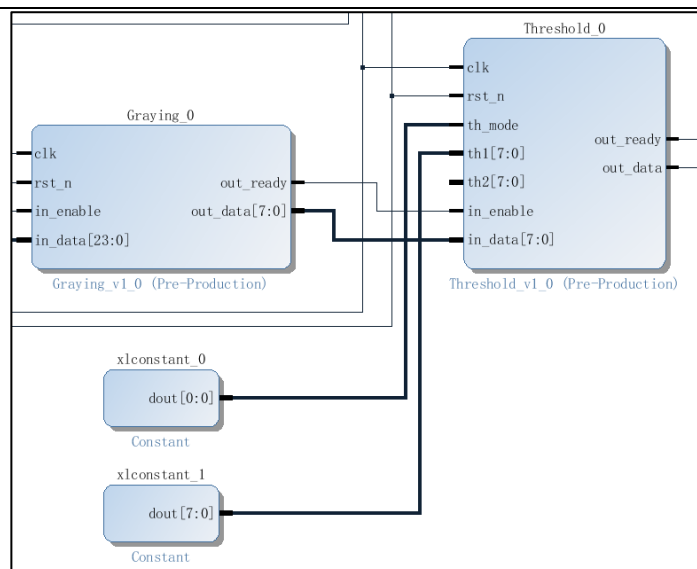 Graying_0
clk
rst_n
in_enable
in_data[23:0]
out_ready
out_data[7:0]
Graying_v1_0 (Pre-Production)
Threshold_0
clk
rst_n
th_mode
th1[7:0]
th2[7:0]
in_enable
in_data[7:0]
out_ready
out_data
Threshold_v1_0 (Pre-Production)
xlconstant_0
dout[0:0]
Constant
xlconstant_1
dout[7:0]
Constant